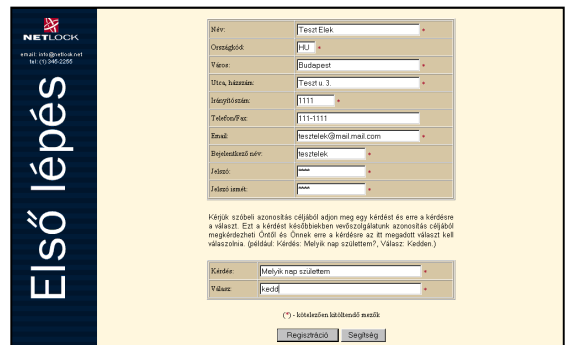 NETLOCK
email: info@netlock.net
tel: (1) 345-2255
Első lépés
Név: Teszt Elek *
Országkód: HU *
Város: Budapest *
Utca, házszám: Teszt u. 3. *
Irányítószám: 1111 *
Telefon/Fax: 111-1111
Email: tesztelek@mail.mail.com *
Bejelentkező név: tesztelek *
Jelszó: **** *
Jelszó ismét: **** *
Kérjük szóbeli azonosítás céljából adjon meg egy kérdést és erre a kérdésre
a választ. Ezt a kérdést későbbiekben vevőszolgálatunk azonosítás céljából
megkérdezheti Öntől és Önnek erre a kérdésre az itt megadott választ kell
válaszolnia. (például: Kérdés: Melyik nap születtem?, Válasz: Kedden.)
Kérdés: Melyik nap születtem *
Válasz: kedd *
(*) - kötelezően kitöltendő mezők
Regisztráció Segítség